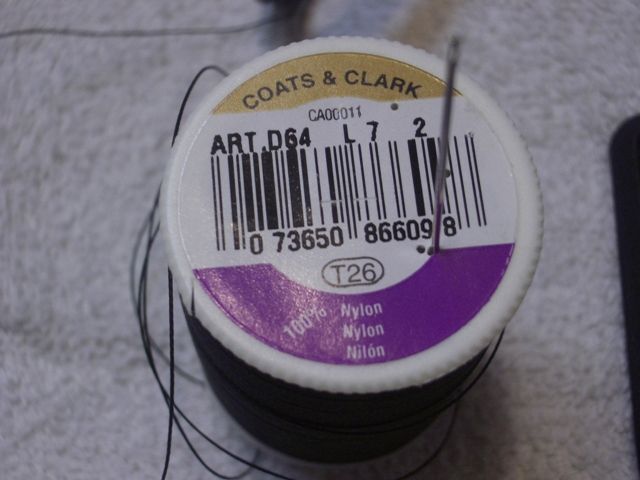 COATS & CLARK
CA00011
ART.D64 L 7 2
0 73650 86609 8
T26
100% Nylon
Nylon
Nilón